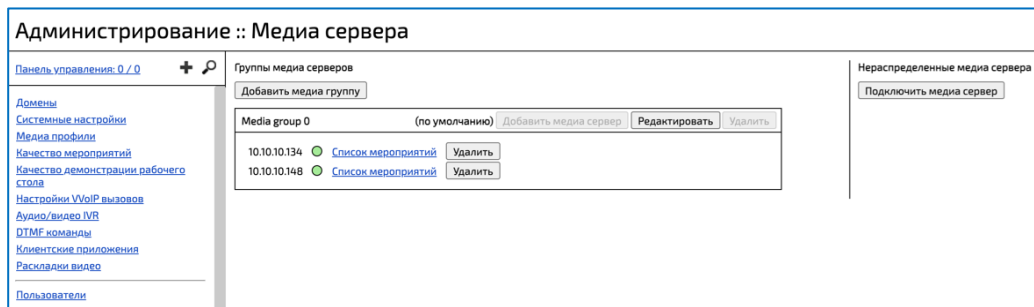 Администрирование :: Медиа сервера
Панель управления: 0 / 0
Домены
Системные настройки
Медиа профили
Качество мероприятий
Качество демонстрации рабочего
стола
Настройки VVoIP вызовов
Аудио/видео IVR
DTMF команды
Клиентские приложения
Раскладки видео
Пользователи
Группы медиа серверов
Добавить медиа группу
Media group 0 (по умолчанию) Добавить медиа сервер Редактировать Удалить
10.10.10.134 Список мероприятий Удалить
10.10.10.148 Список мероприятий Удалить
Нераспределенные медиа сервера
Подключить медиа сервер